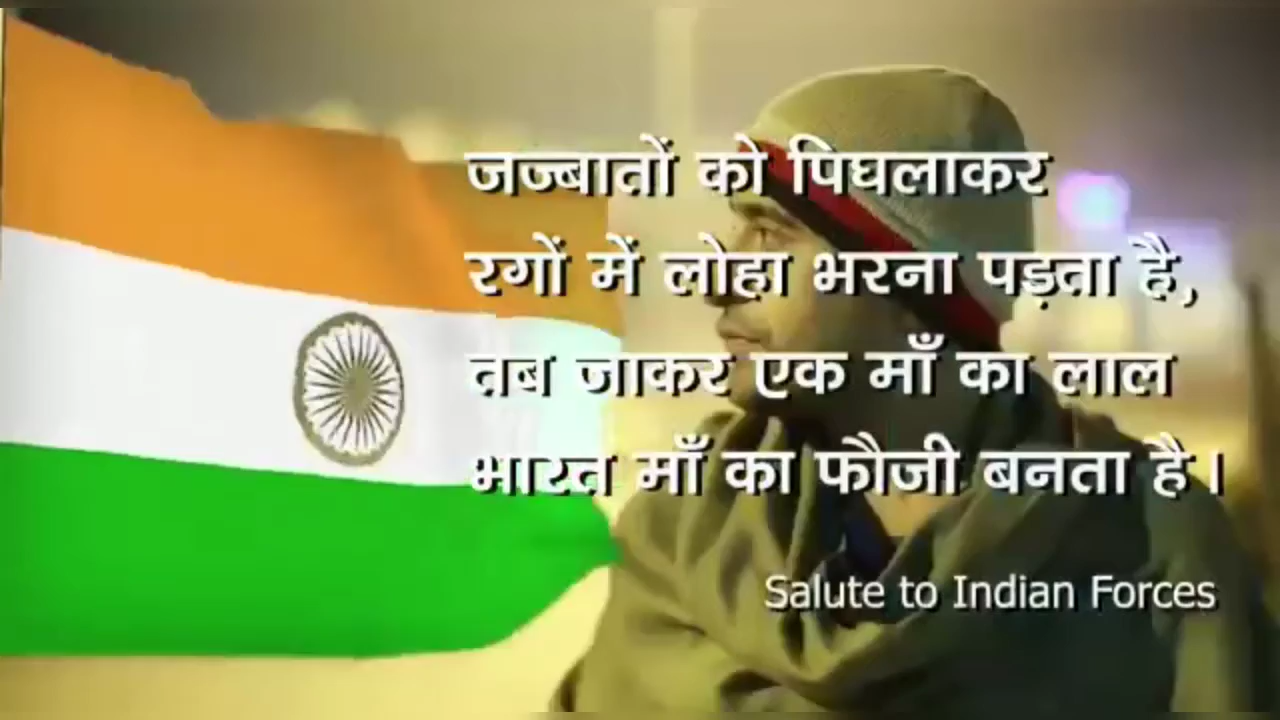 जज्बातों को पिघलाकर
रगों में लोहा भरना पड़ता है,
तब जाकर एक माँ का लाल
भारत माँ का फौजी बनता है।
Salute to Indian Forces